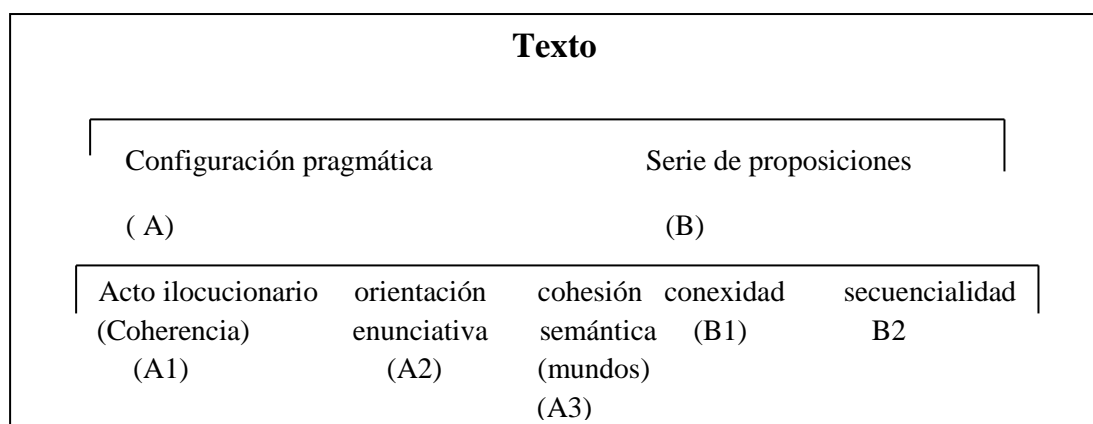 Texto
Configuración pragmática Serie de proposiciones
( A) (B)
Acto ilocucionario orientación cohesión conexidad secuencialidad
(Coherencia) enunciativa semántica (B1) B2
(A1) (A2) (mundos)
(A3)